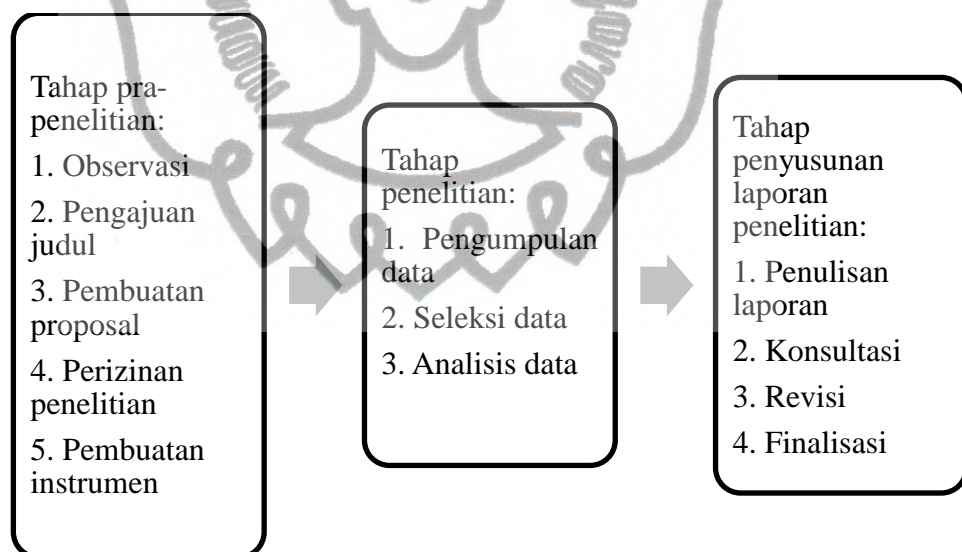 Tahap pra-
penelitian:
1. Observasi
2. Pengajuan
judul
3. Pembuatan
proposal
4. Perizinan
penelitian
5. Pembuatan
instrumen
Tahap
penelitian:
1. Pengumpulan
data
2. Seleksi data
3. Analisis data
Tahap
penyusunan
laporan
penelitian:
1. Penulisan
laporan
2. Konsultasi
3. Revisi
4. Finalisasi